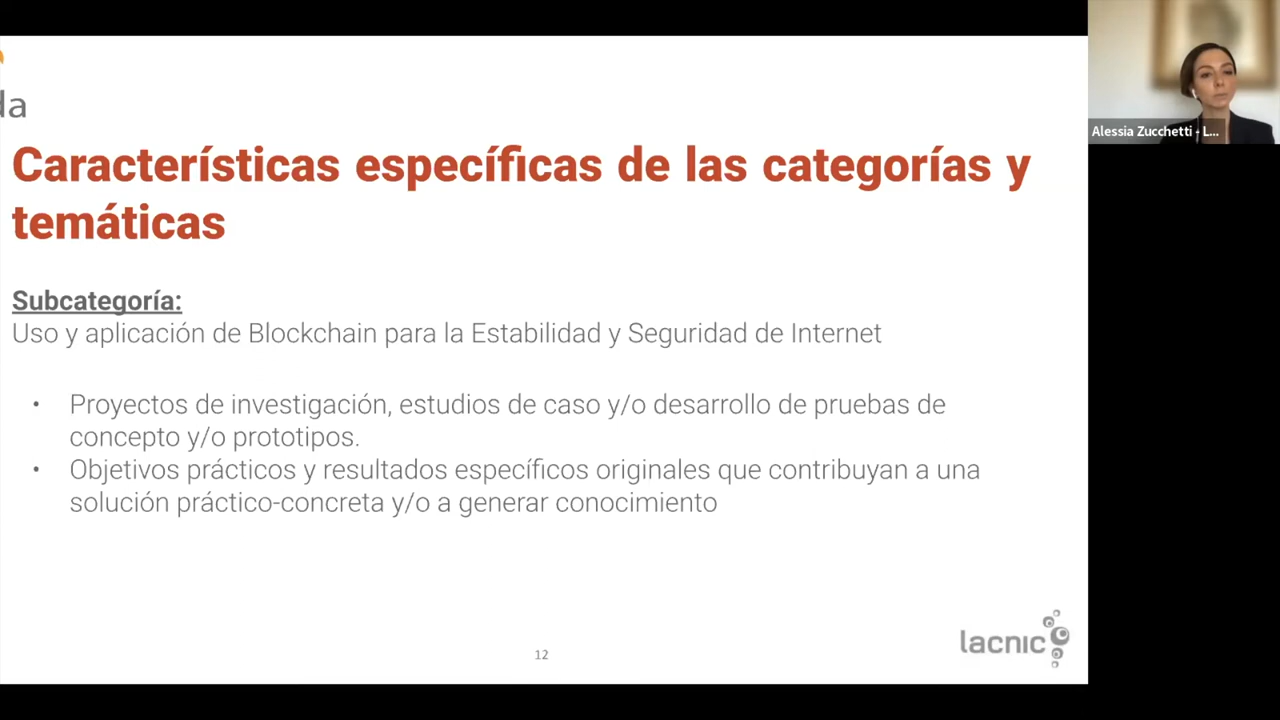 da
Alessia Zucchetti - L...
Características específicas de las categorías y
temáticas
Subcategoría:
Uso y aplicación de Blockchain para la Estabilidad y Seguridad de Internet
• Proyectos de investigación, estudios de caso y/o desarrollo de pruebas de
concepto y/o prototipos.
• Objetivos prácticos y resultados específicos originales que contribuyan a una
solución práctico-concreta y/o a generar conocimiento
12
lacnic